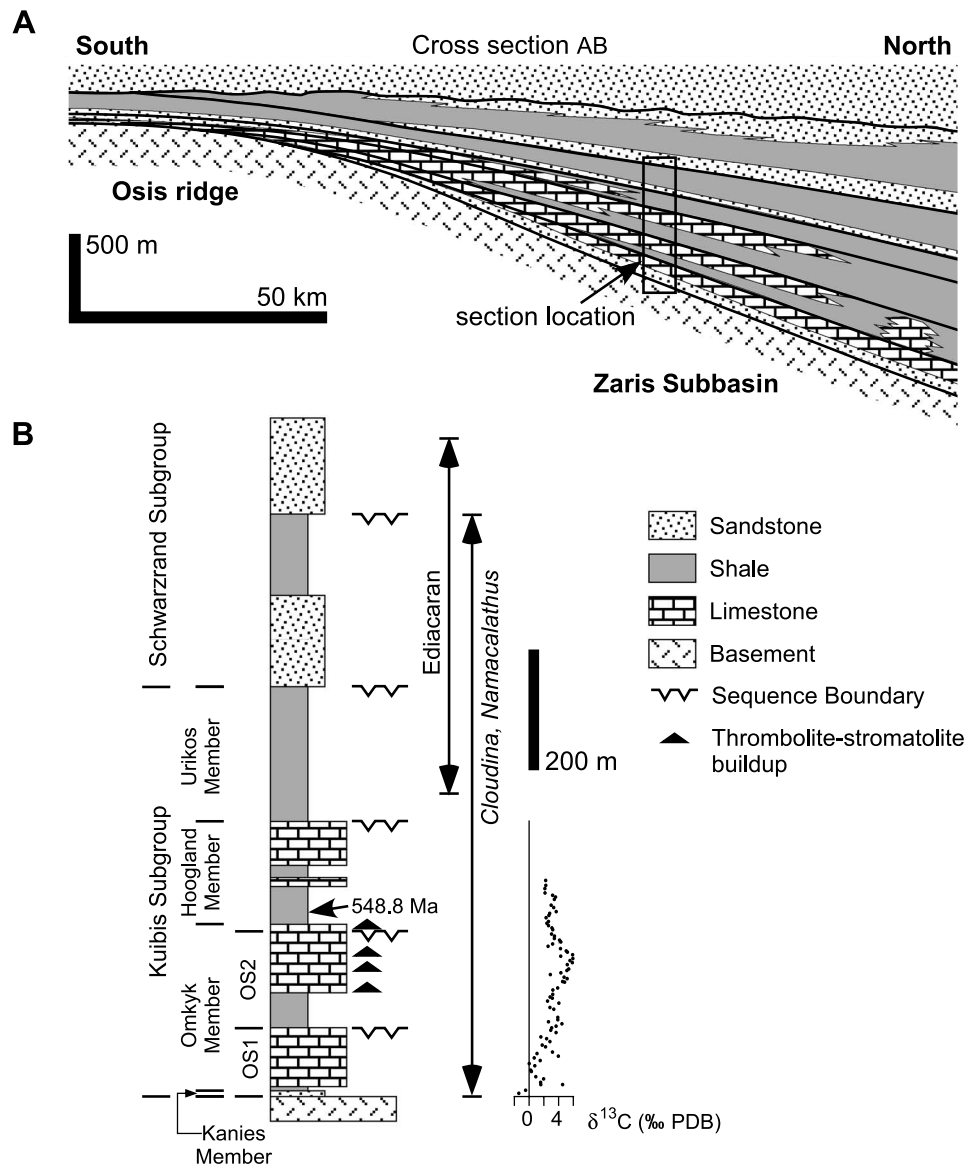 A
South
Cross section AB
North
Osis ridge
500 m
50 km
section location
Zaris Subbasin
B
Schwarzrand Subgroup
Kuibis Subgroup
Urikos
Member
Hoogland
Member
Omkyk
Member
OS2
OS1
Kanies
Member
548.8 Ma
Ediacaran
Cloudina, Namacalathus
200 m
Sandstone
Shale
Limestone
Basement
Sequence Boundary
Thrombolite-stromatolite
buildup
0 4 δ¹³C (‰ PDB)